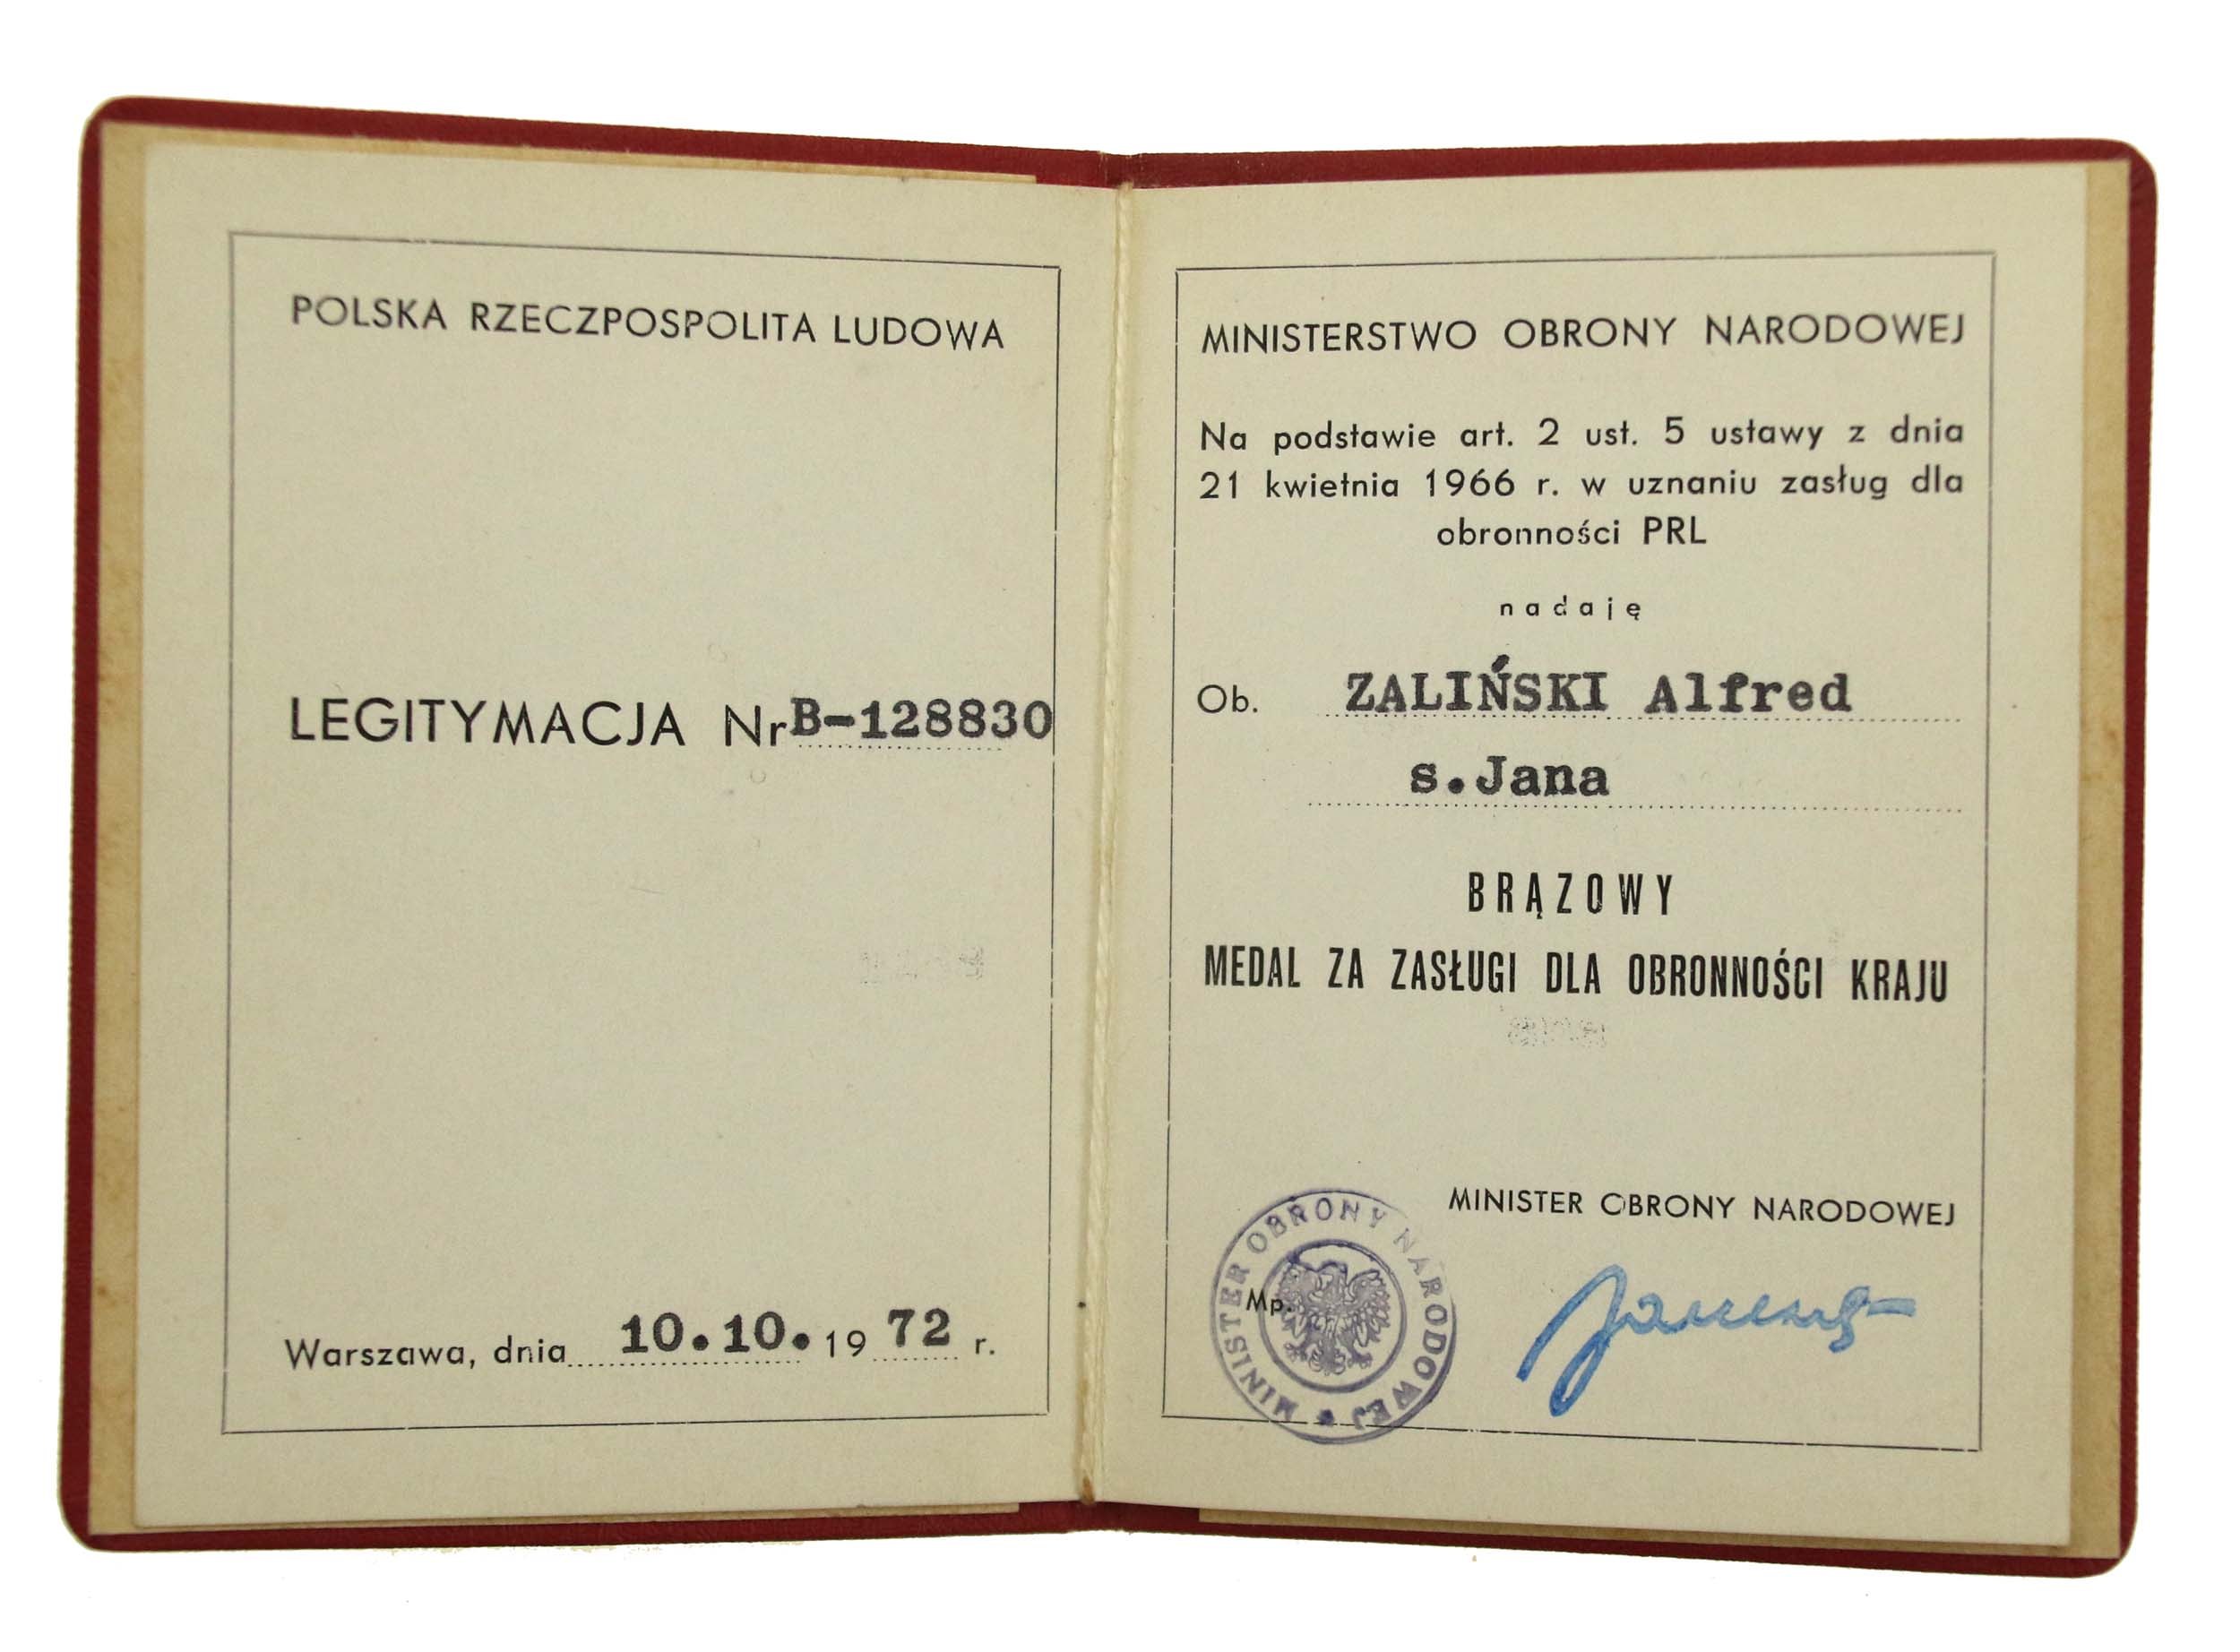 POLSKA RZECZPOSPOLITA LUDOWA
LEGITYMACJA Nr B-128830
Warszawa, dnia 10.10. 19 72 r.
MINISTERSTWO OBRONY NARODOWEJ
Na podstawie art. 2 ust. 5 ustawy z dnia
21 kwietnia 1966 r. w uznaniu zasług dla
obronności PRL
nadaję
Ob. ZALIŃSKI Alfred
s.Jana
BRĄZOWY
MEDAL ZA ZASŁUGI DLA OBRONNOŚCI KRAJU
MINISTER OBRONY NARODOWEJ
Mp.
MINISTER OBRONY NARODOWEJ